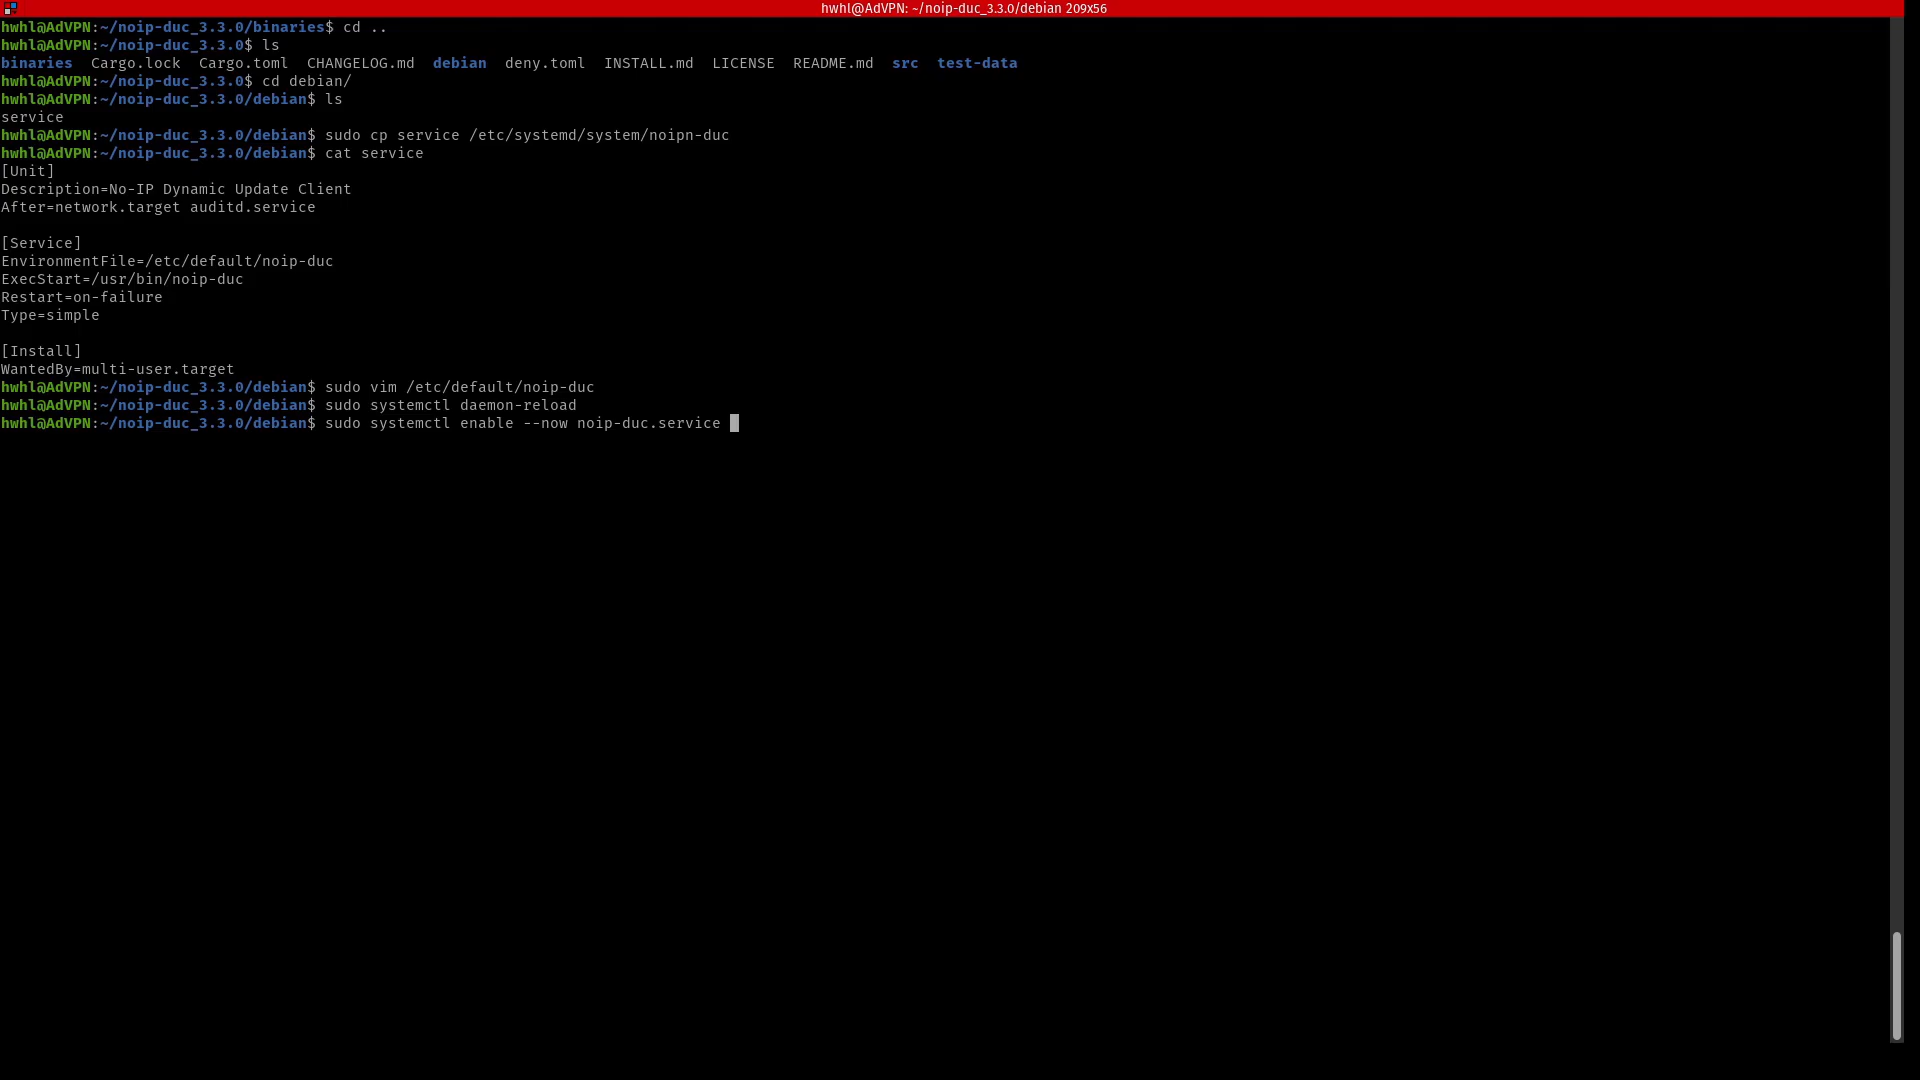 hwhl@AdVPN: ~/noip-duc_3.3.0/debian 209x56
hwhl@AdVPN:~/noip-duc_3.3.0/binaries$ cd ..
hwhl@AdVPN:~/noip-duc_3.3.0$ ls
binaries  Cargo.lock  Cargo.toml  CHANGELOG.md  debian  deny.toml  INSTALL.md  LICENSE  README.md  src  test-data
hwhl@AdVPN:~/noip-duc_3.3.0$ cd debian/
hwhl@AdVPN:~/noip-duc_3.3.0/debian$ ls
service
hwhl@AdVPN:~/noip-duc_3.3.0/debian$ sudo cp service /etc/systemd/system/noipn-duc
hwhl@AdVPN:~/noip-duc_3.3.0/debian$ cat service
[Unit]
Description=No-IP Dynamic Update Client
After=network.target auditd.service
[Service]
EnvironmentFile=/etc/default/noip-duc
ExecStart=/usr/bin/noip-duc
Restart=on-failure
Type=simple
[Install]
WantedBy=multi-user.target
hwhl@AdVPN:~/noip-duc_3.3.0/debian$ sudo vim /etc/default/noip-duc
hwhl@AdVPN:~/noip-duc_3.3.0/debian$ sudo systemctl daemon-reload
hwhl@AdVPN:~/noip-duc_3.3.0/debian$ sudo systemctl enable --now noip-duc.service